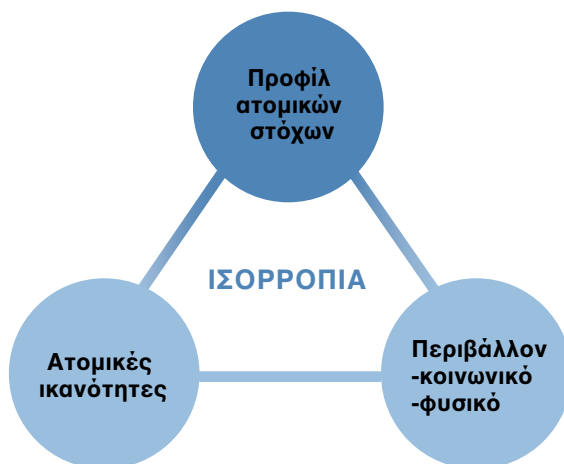 Προφίλ
ατομικών
στόχων
ΙΣΟΡΡΟΠΙΑ
Ατομικές
ικανότητες
Περιβάλλον
-κοινωνικό
-φυσικό